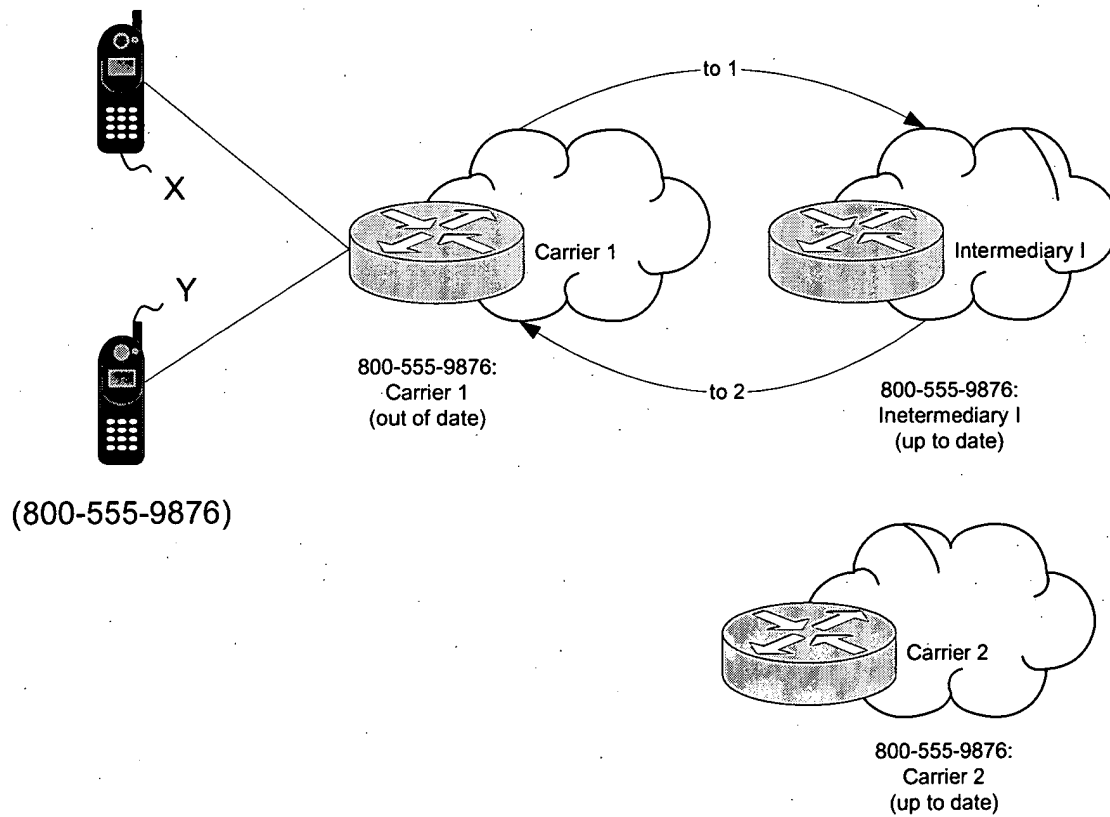 to 1
X
Carrier 1
Intermediary I
Y
800-555-9876:
Carrier 1
(out of date)
to 2
800-555-9876:
Inetermediary I
(up to date)
(800-555-9876)
Carrier 2
800-555-9876:
Carrier 2
(up to date)